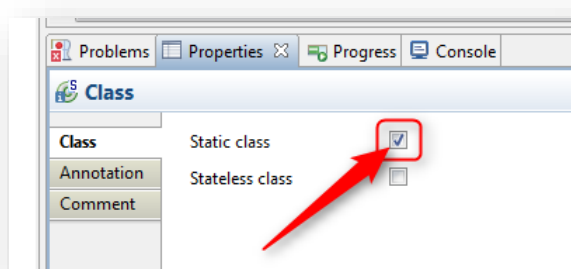 Problems Properties Progress Console
S Class
Class Static class
Annotation Stateless class
Comment